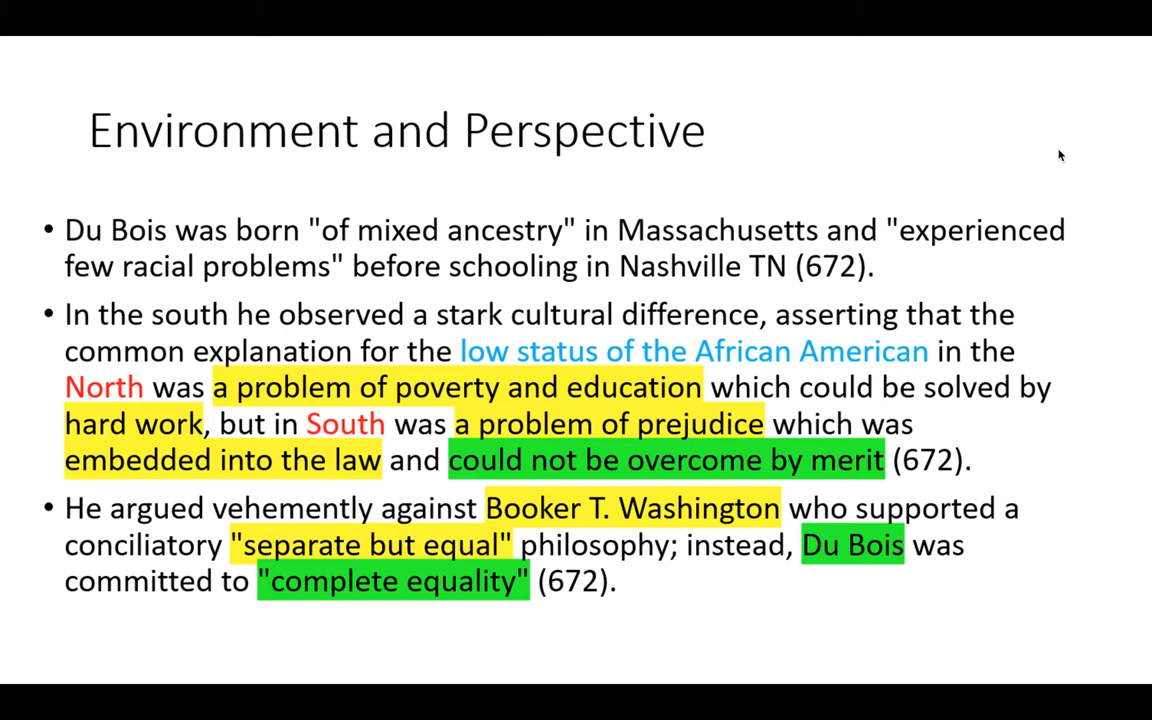 Environment and Perspective
• Du Bois was born "of mixed ancestry" in Massachusetts and "experienced
few racial problems" before schooling in Nashville TN (672).
• In the south he observed a stark cultural difference, asserting that the
common explanation for the low status of the African American in the
North was a problem of poverty and education which could be solved by
hard work, but in South was a problem of prejudice which was
embedded into the law and could not be overcome by merit (672).
• He argued vehemently against Booker T. Washington who supported a
conciliatory "separate but equal" philosophy; instead, Du Bois was
committed to "complete equality" (672).